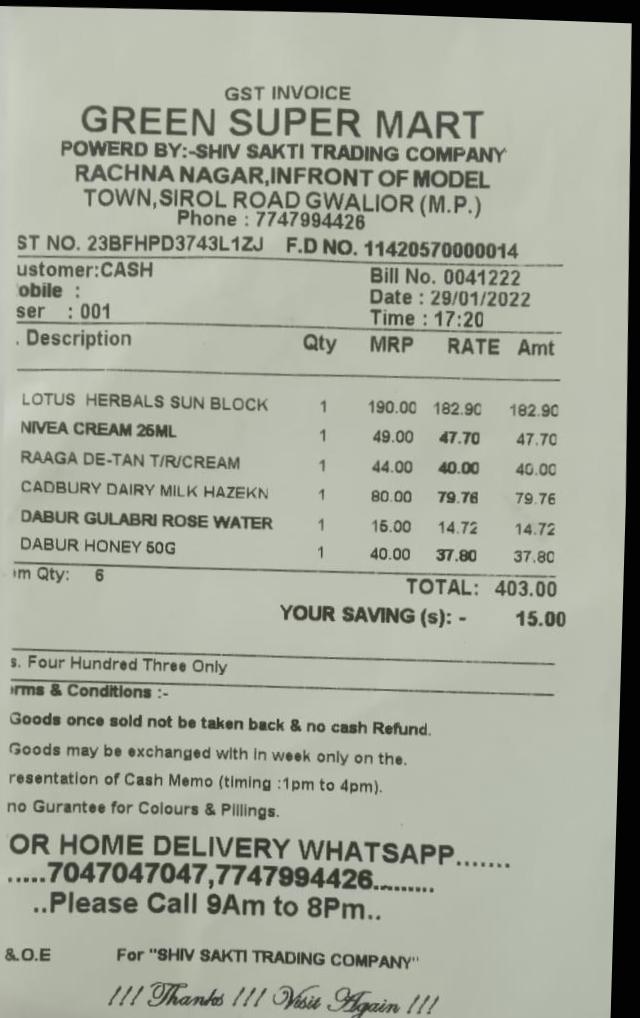 GST INVOICE
GREEN SUPER MART
POWERD BY:-SHIV SAKTI TRADING COMPANY
RACHNA NAGAR,INFRONT OF MODEL
TOWN,SIROL ROAD GWALIOR (M.P.)
Phone : 7747994426
ST NO. 23BFHPD3743L1ZJ F.D NO. 11420570000014
ustomer:CASH Bill No. 0041222
obile : Date : 29/01/2022
ser : 001 Time : 17:20
. Description Qty MRP RATE Amt
LOTUS HERBALS SUN BLOCK 1 190.00 182.90 182.90
NIVEA CREAM 25ML 1 49.00 47.70 47.70
RAAGA DE-TAN T/R/CREAM 1 44.00 40.00 40.00
CADBURY DAIRY MILK HAZEKN 1 80.00 79.76 79.76
DABUR GULABRI ROSE WATER 1 15.00 14.72 14.72
DABUR HONEY 50G 1 40.00 37.80 37.80
m Qty: 6 TOTAL: 403.00
YOUR SAVING (s): - 15.00
s. Four Hundred Three Only
rms & Conditions :-
Goods once sold not be taken back & no cash Refund.
Goods may be exchanged with in week only on the.
resentation of Cash Memo (timing :1pm to 4pm).
no Gurantee for Colours & Pillings.
OR HOME DELIVERY WHATSAPP.......
.....7047047047,7747994426.........
..Please Call 9Am to 8Pm..
&.O.E For "SHIV SAKTI TRADING COMPANY"
!!! Thanks !!! Visit Again !!!